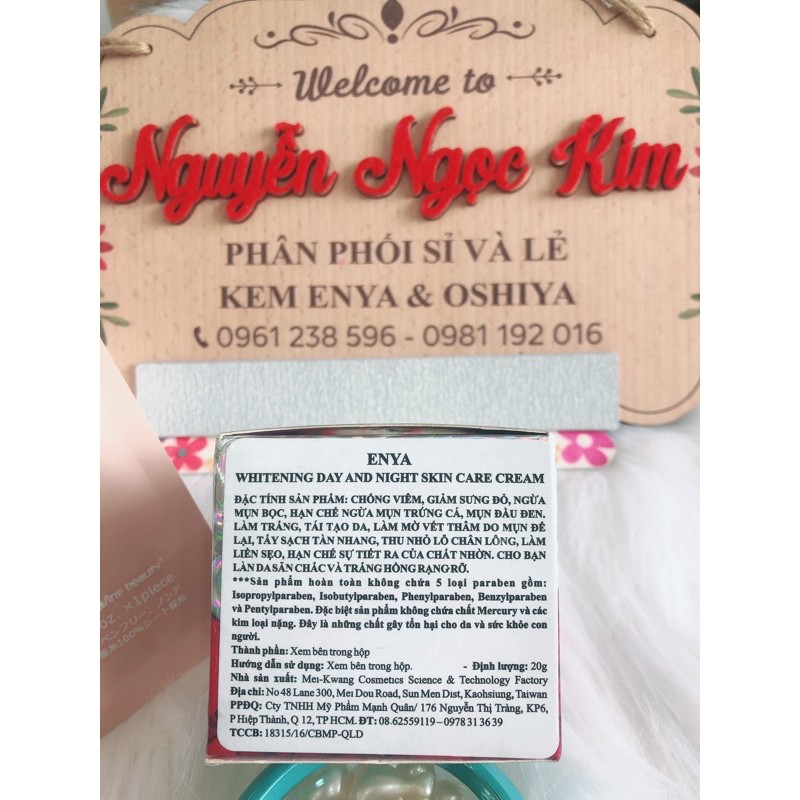 Welcome to
Nguyễn Ngọc Kim
PHÂN PHỐI SỈ VÀ LẺ
KEM ENYA & OSHIYA
0961 238 596 - 0981 192 016
ENYA
WHITENING DAY AND NIGHT SKIN CARE CREAM
ĐẶC TÍNH SẢN PHẨM: CHỐNG VIÊM, GIẢM SƯNG ĐỎ, NGỪA
MỤN BỌC, HẠN CHẾ NGỪA MỤN TRỨNG CÁ, MỤN ĐẦU ĐEN.
LÀM TRẮNG, TÁI TẠO DA, LÀM MỜ VẾT THÂM DO MỤN ĐỂ
LẠI, TẨY SẠCH TÀN NHANG, THU NHỎ LỖ CHÂN LÔNG, LÀM
LIỀN SẸO, HẠN CHẾ SỰ TIẾT RA CỦA CHẤT NHỜN. CHO BẠN
LÀN DA SĂN CHẮC VÀ TRẮNG HỒNG RẠNG RỠ.
***Sản phẩm hoàn toàn không chứa 5 loại paraben gồm:
Isopropylparaben, Isobutylparaben, Phenylparaben, Benzylparaben
và Pentylparaben. Đặc biệt sản phẩm không chứa chất Mercury và các
kim loại nặng. Đây là những chất gây tổn hại cho da và sức khỏe con
người.
Thành phần: Xem bên trong hộp
Hướng dẫn sử dụng: Xem bên trong hộp. - Định lượng: 20g
Nhà sản xuất: Mei-Kwang Cosmetics Science & Technology Factory
Địa chỉ: No 48 Lane 300, Mei Dou Road, Sun Men Dist, Kaohsiung, Taiwan
PPĐQ: Cty TNHH Mỹ Phẩm Mạnh Quân/ 176 Nguyễn Thị Tràng, KP6,
P Hiệp Thành, Q 12, TP HCM. ĐT: 08.62559119-0978 31 36 39
TCCB: 18315/16/CBMP-QLD
beauty
oz. ×1piece